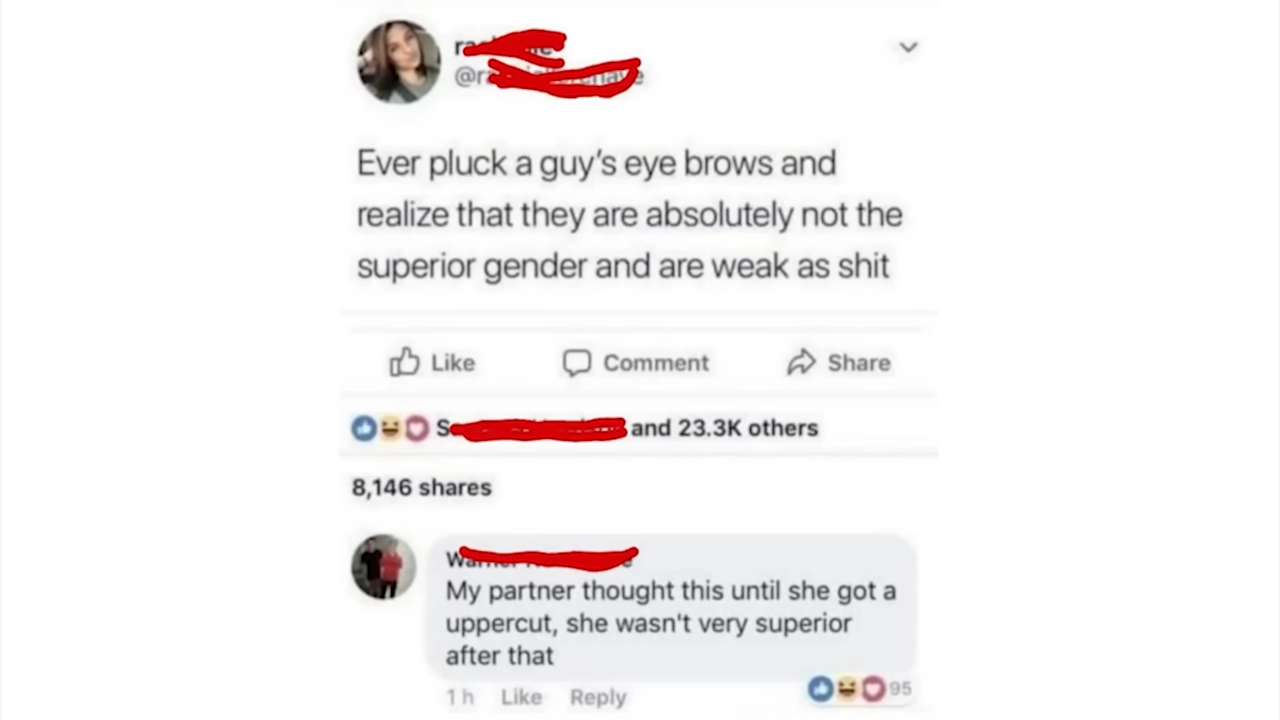 Ever pluck a guy's eye brows and
realize that they are absolutely not the
superior gender and are weak as shit
Like Comment Share
and 23.3K others
8,146 shares
My partner thought this until she got a
uppercut, she wasn't very superior
after that
1 h Like Reply 95